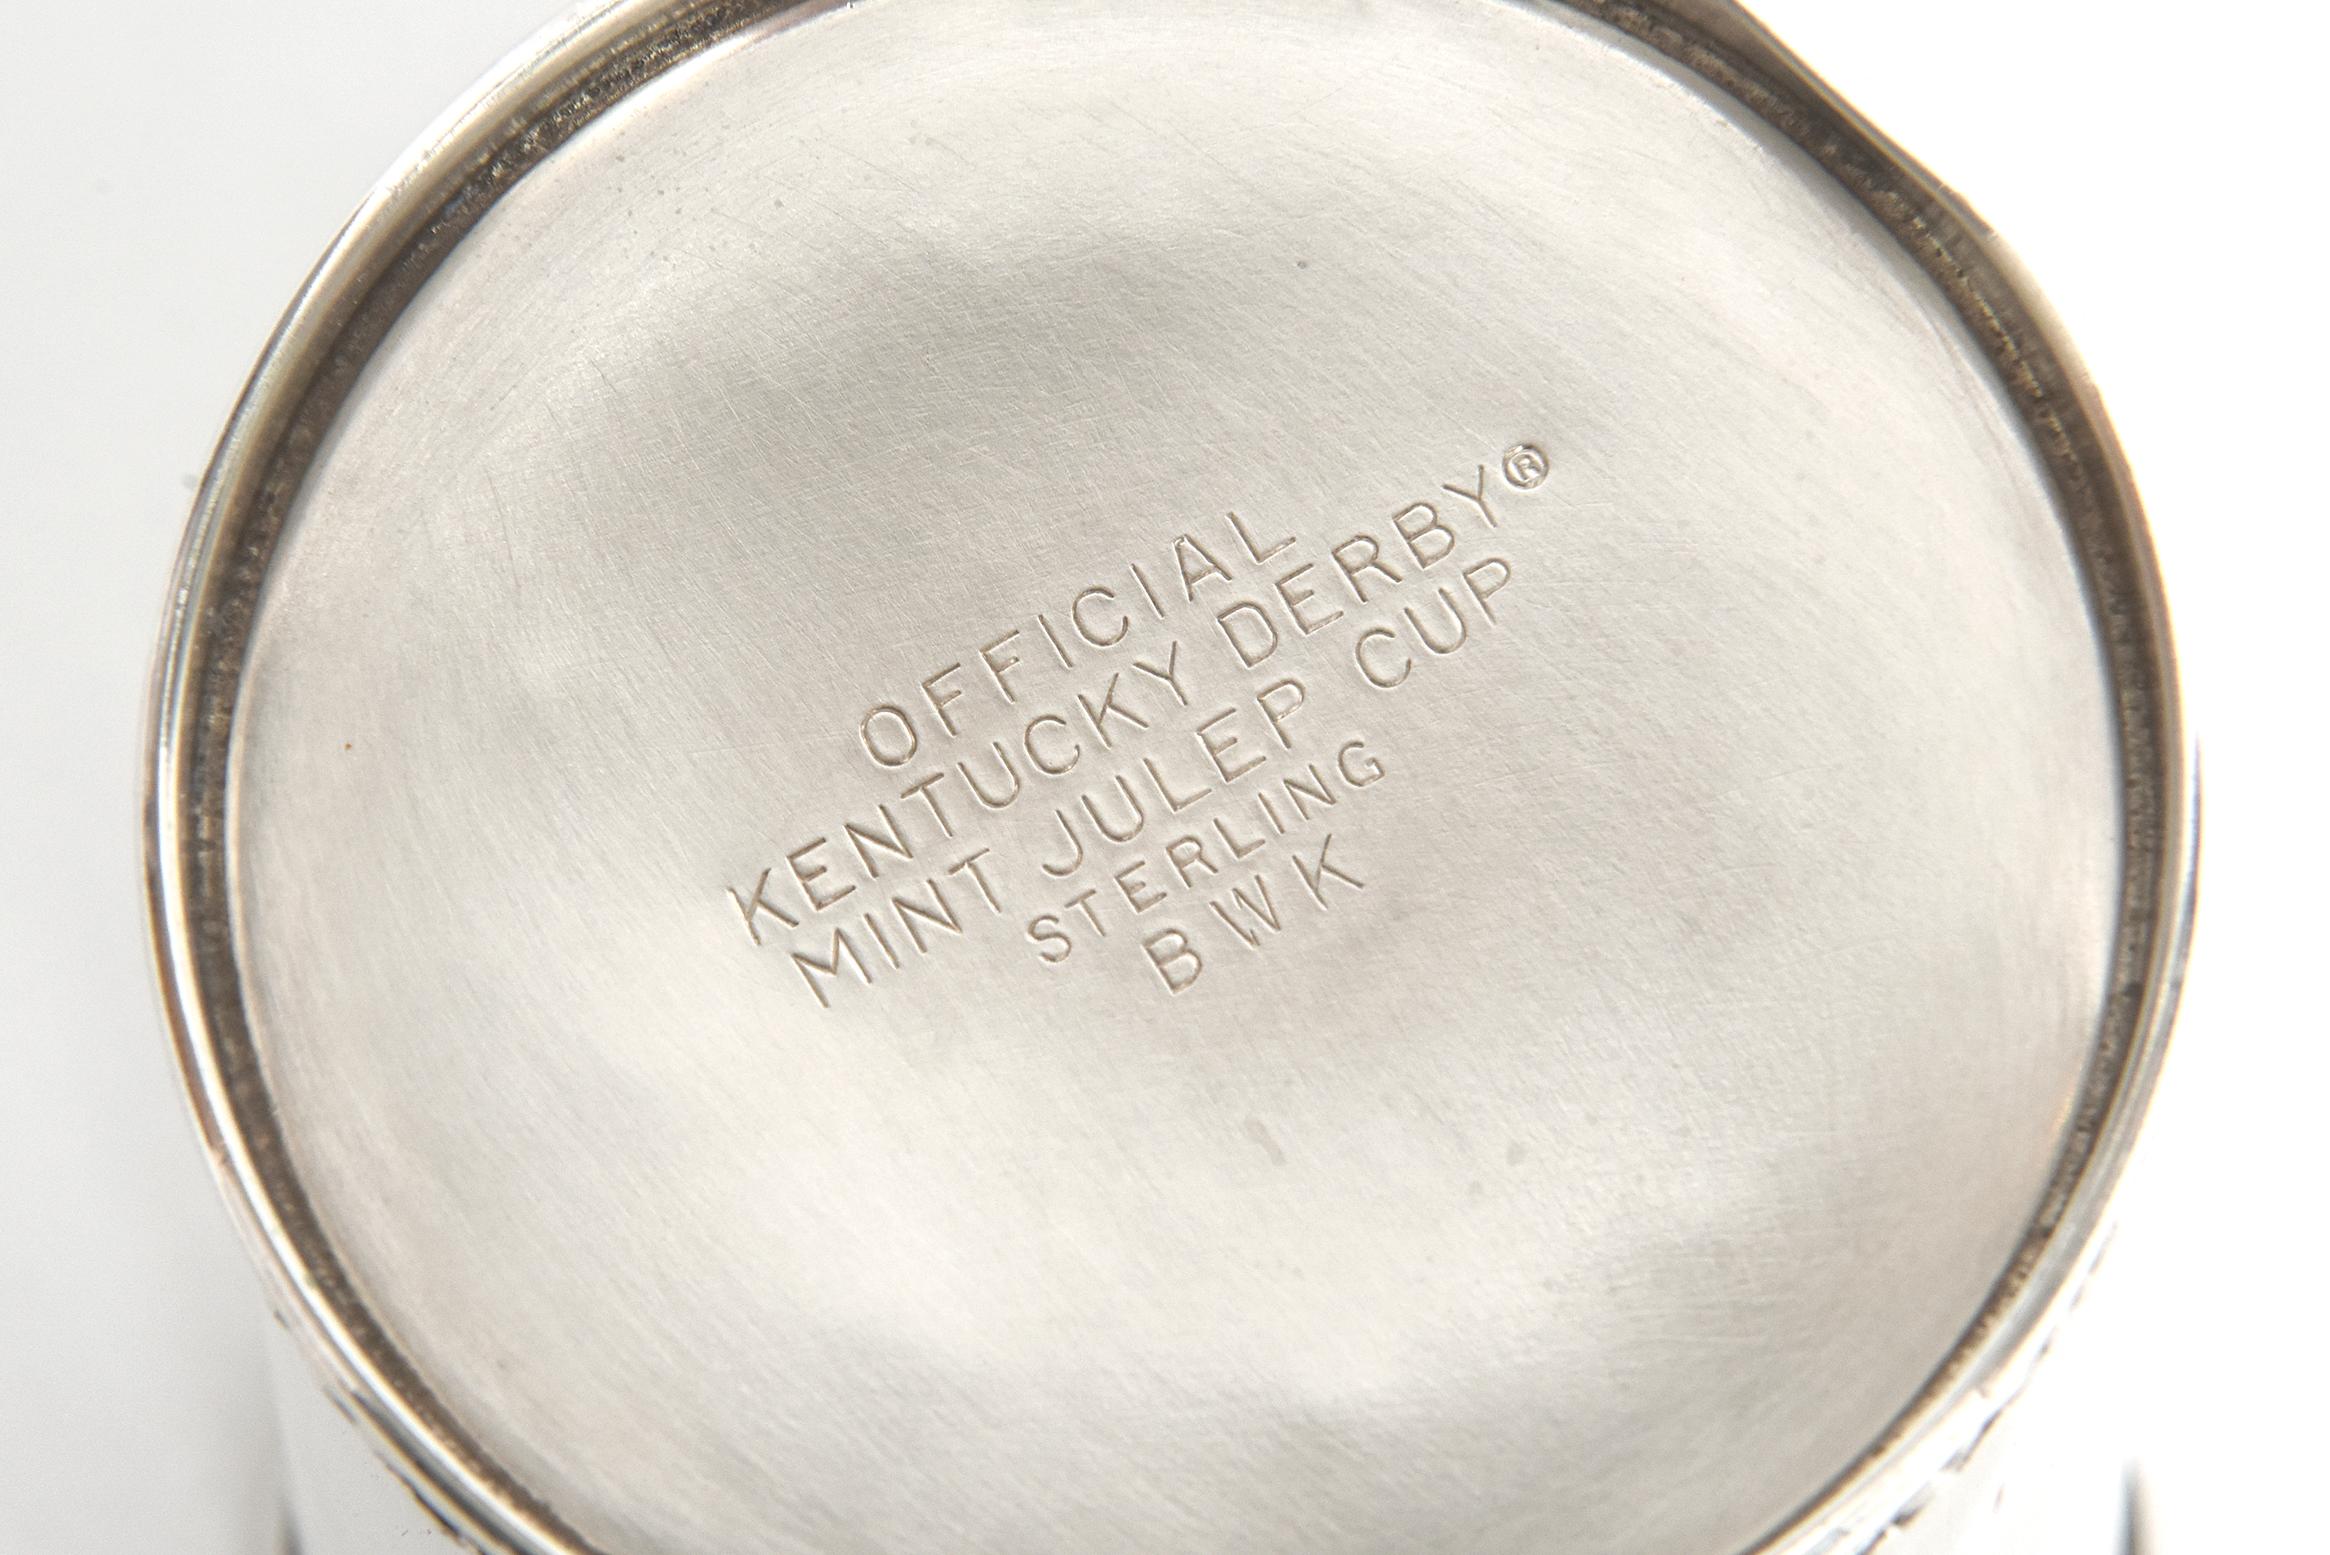 OFFICIAL
KENTUCKY DERBY®
MINT JULEP CUP
STERLING
BWK